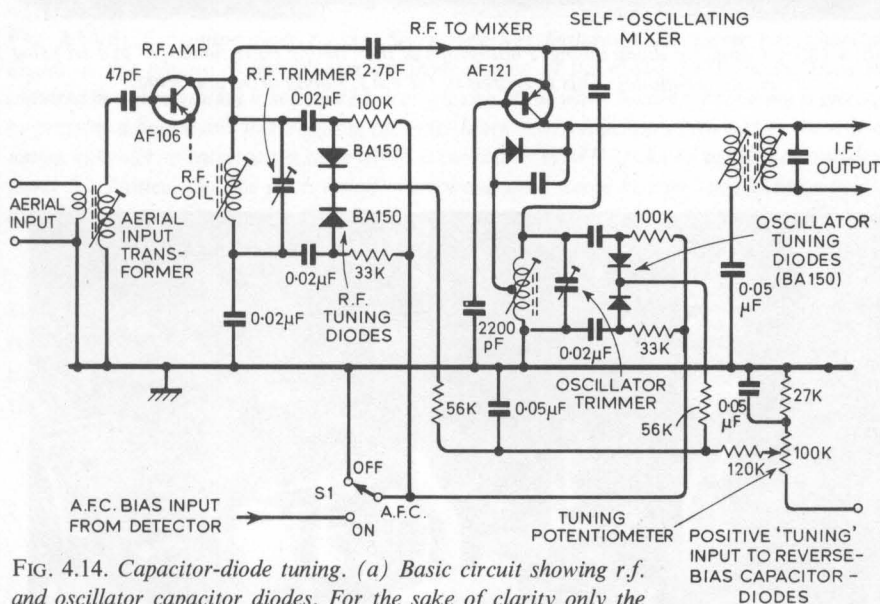 SELF-OSCILLATING
MIXER
R.F. TO MIXER
R.F. AMP.
47pF
R.F. TRIMMER
2·7pF
AF121
0·02µF
100K
AF106
BA150
I.F.
OUTPUT
R.F.
COIL
BA150
AERIAL
INPUT
AERIAL
INPUT
TRANS-
FORMER
100K
OSCILLATOR
TUNING
DIODES
(BA150)
0·02µF
33K
0·02µF
R.F.
TUNING
DIODES
2200
pF
0·02µF
33K
0·05
µF
OSCILLATOR
TRIMMER
56K
0·05µF
56K
0·05
µF
27K
100K
120K
OFF
S1
A.F.C.
ON
A.F.C. BIAS INPUT
FROM DETECTOR
TUNING
POTENTIOMETER
POSITIVE 'TUNING'
INPUT TO REVERSE-
BIAS CAPACITOR -
DIODES
FIG. 4.14. Capacitor-diode tuning. (a) Basic circuit showing r.f.
and oscillator capacitor diodes. For the sake of clarity only the